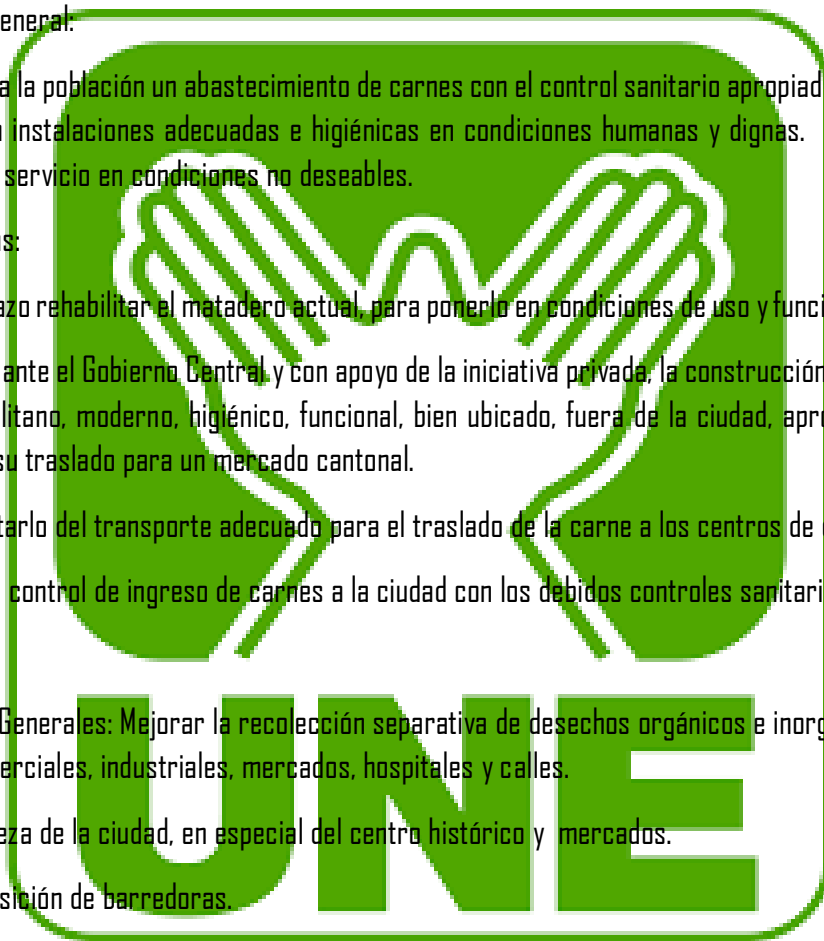 eneral:
a la población un abastecimiento de carnes con el control sanitario apropiad
instalaciones adecuadas e higiénicas en condiciones humanas y dignas.
servicio en condiciones no deseables.
s:
azo rehabilitar el matadero actual, para ponerlo en condiciones de uso y funci
ante el Gobierno Central y con apoyo de la iniciativa privada, la construcción
litano, moderno, higiénico, funcional, bien ubicado, fuera de la ciudad, apro
su traslado para un mercado cantonal.
tarlo del transporte adecuado para el traslado de la carne a los centros de
control de ingreso de carnes a la ciudad con los debidos controles sanitari
Generales: Mejorar la recolección separativa de desechos orgánicos e inorg
erciales, industriales, mercados, hospitales y calles.
eza de la ciudad, en especial del centro histórico y mercados.
sición de barredoras.
UNE